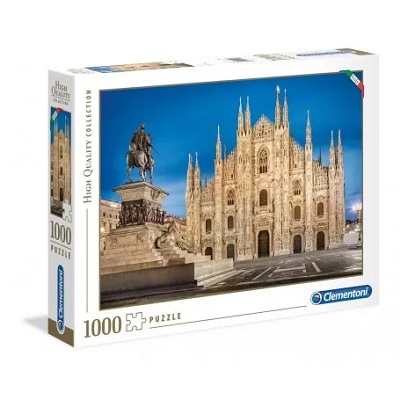 High
Quality
COLLECTION
1000
PUZZLE
Clementoni
High Quality COLLECTION
1000 PUZZLE
Clementoni